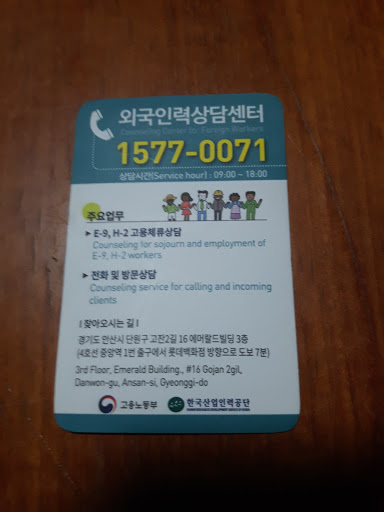 외국인력상담센터
Counseling Center for Foreign Workers
1577-0071
상담시간(Service hour) : 09:00 ~ 18:00
주요업무
▶ E-9, H-2 고용체류상담
Counseling for sojourn and employment of
E-9, H-2 workers
▶ 전화 및 방문상담
Counseling service for calling and incoming
clients
I 찾아오시는 길 I
경기도 안산시 단원구 고잔2길 16 에머랄드빌딩 3층
(4호선 중앙역 1번 출구에서 롯데백화점 방향으로 도보 7분)
3rd Floor, Emerald Building., #16 Gojan 2gil,
Danwon-gu, Ansan-si, Gyeonggi-do
고용노동부 한국산업인력공단